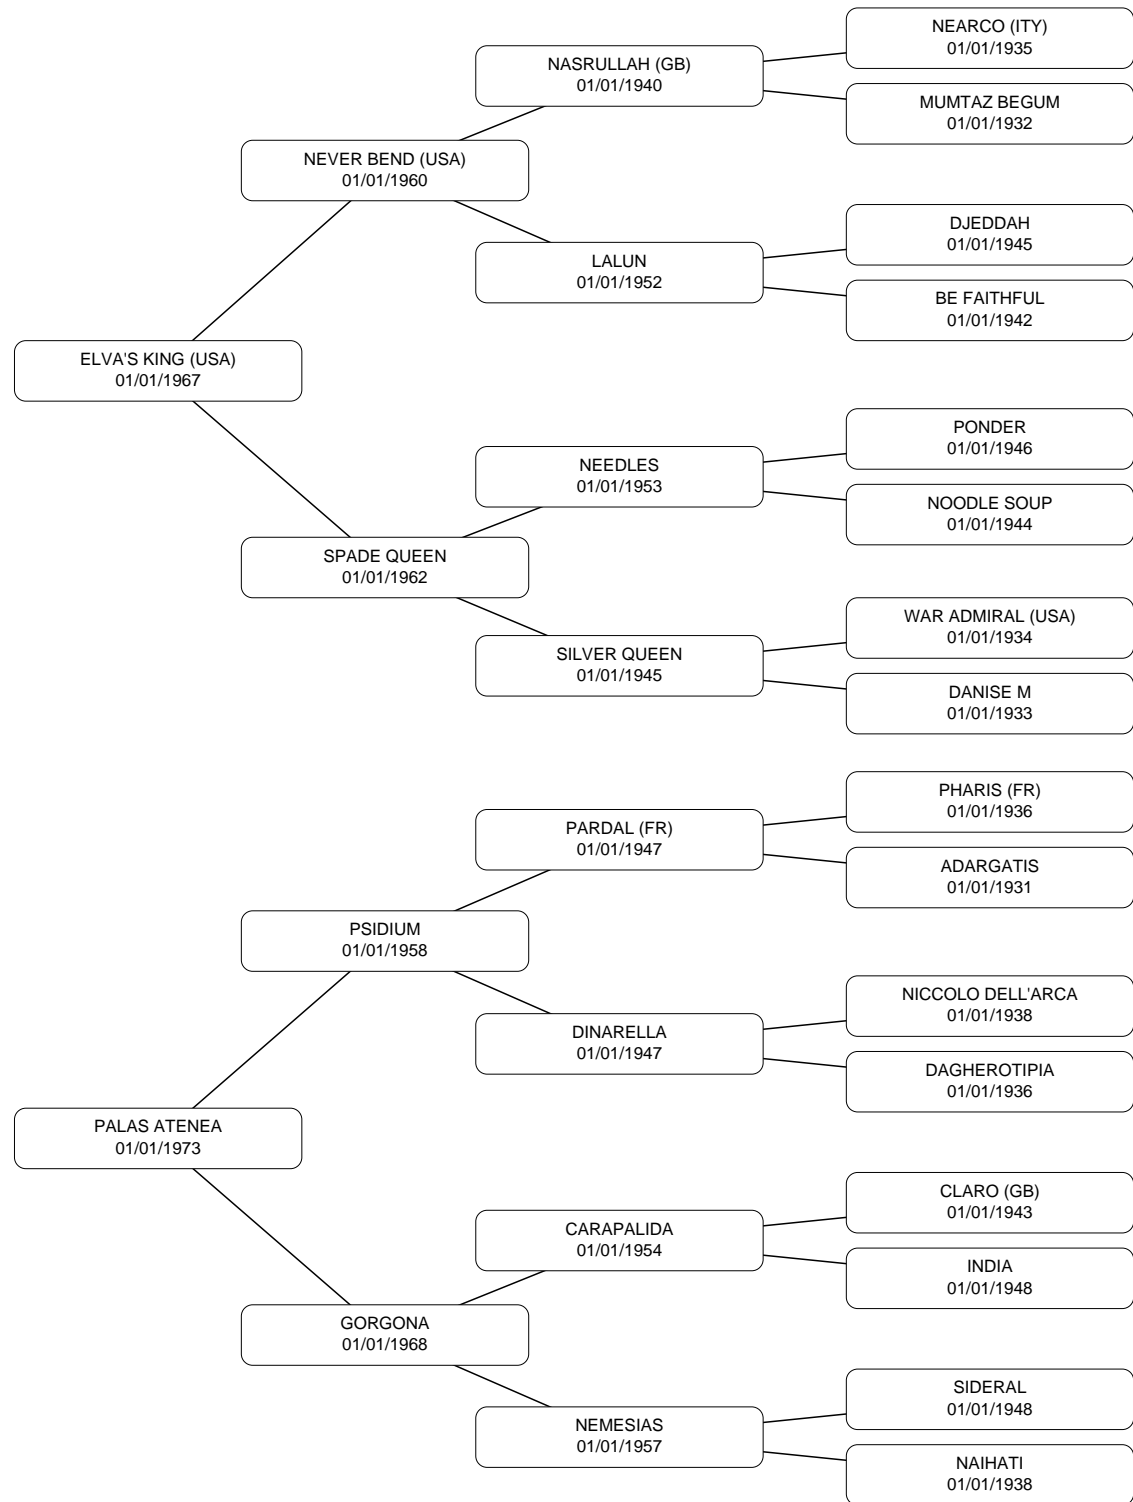 NEARCO (ITY)
01/01/1935
NASRULLAH (GB)
01/01/1940
MUMTAZ BEGUM
01/01/1932
NEVER BEND (USA)
01/01/1960
DJEDDAH
01/01/1945
LALUN
01/01/1952
BE FAITHFUL
01/01/1942
ELVA'S KING (USA)
01/01/1967
PONDER
01/01/1946
NEEDLES
01/01/1953
NOODLE SOUP
01/01/1944
SPADE QUEEN
01/01/1962
WAR ADMIRAL (USA)
01/01/1934
SILVER QUEEN
01/01/1945
DANISE M
01/01/1933
PHARIS (FR)
01/01/1936
PARDAL (FR)
01/01/1947
ADARGATIS
01/01/1931
PSIDIUM
01/01/1958
NICCOLO DELL'ARCA
01/01/1938
DINARELLA
01/01/1947
DAGHEROTIPIA
01/01/1936
PALAS ATENEA
01/01/1973
CLARO (GB)
01/01/1943
CARAPALIDA
01/01/1954
INDIA
01/01/1948
GORGONA
01/01/1968
SIDERAL
01/01/1948
NEMESIAS
01/01/1957
NAIHATI
01/01/1938